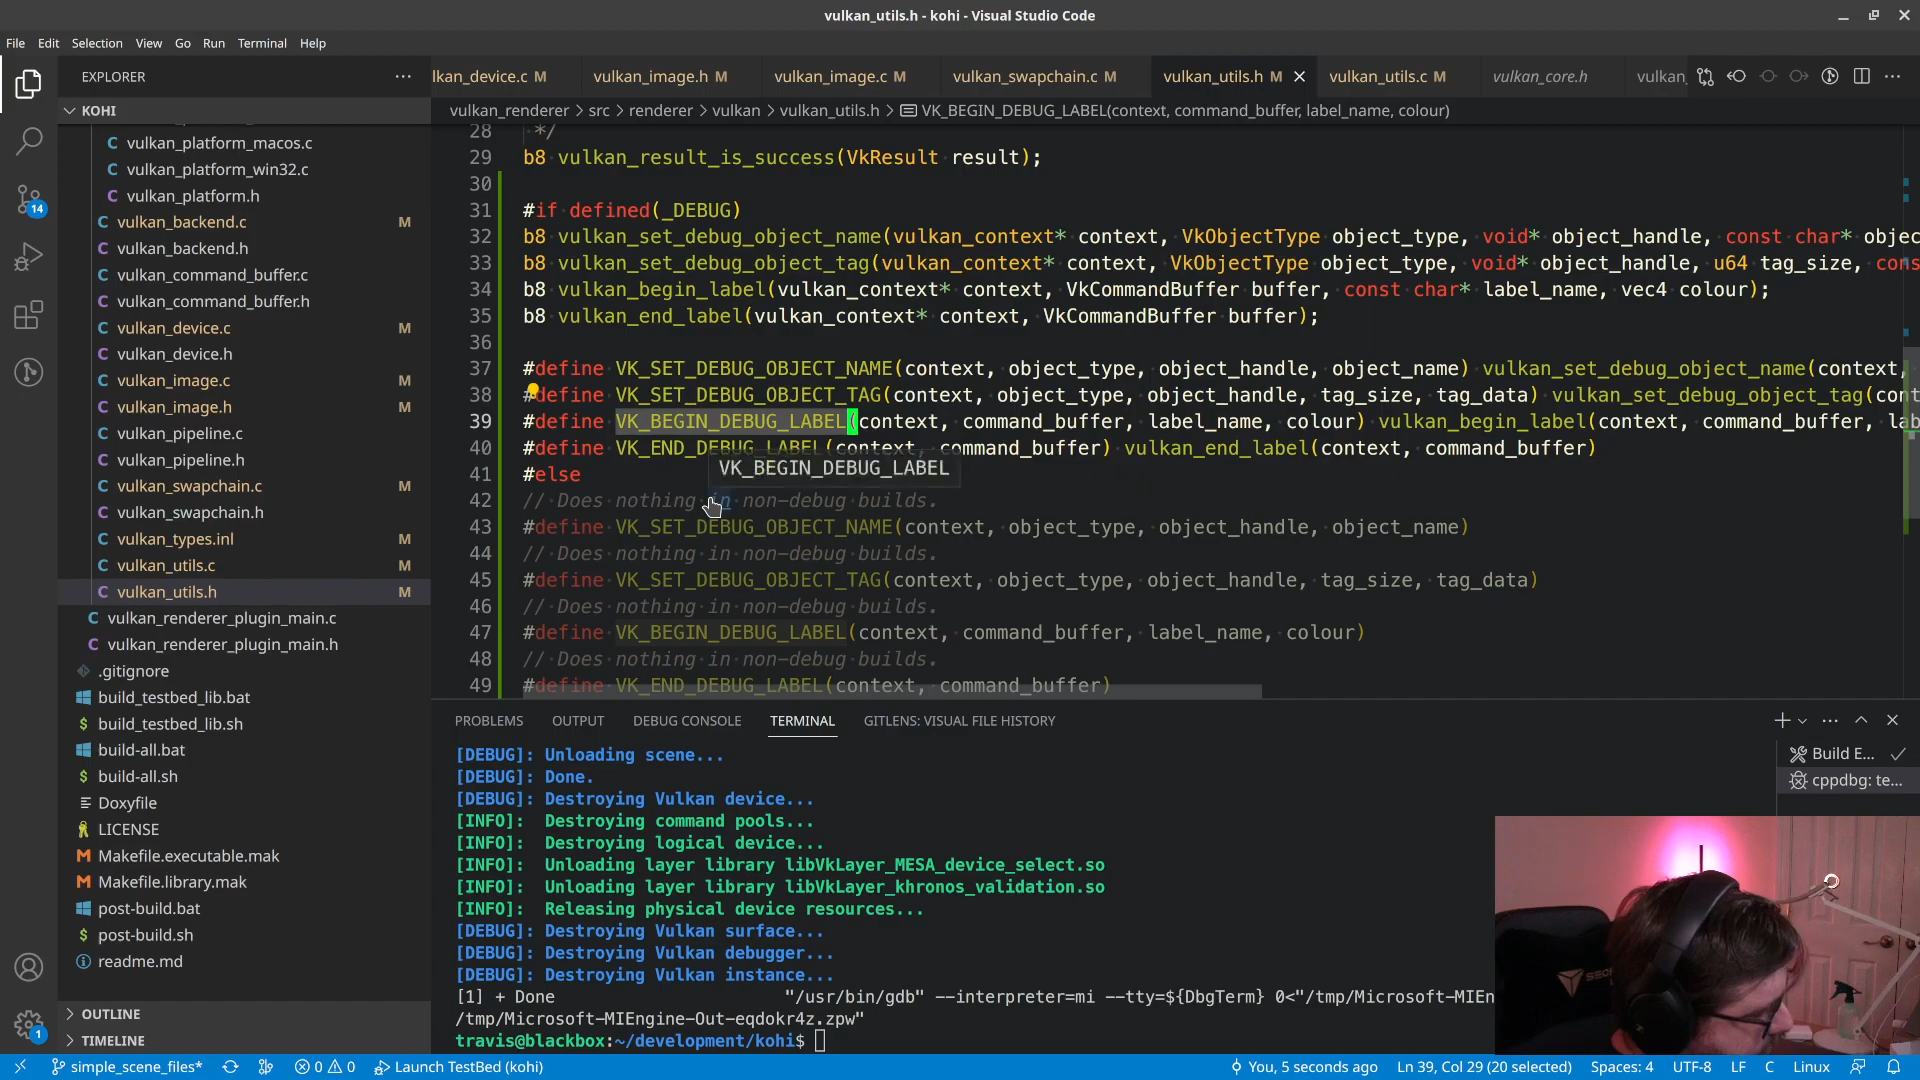 vulkan_utils.h - kohi - Visual Studio Code
File Edit Selection View Go Run Terminal Help
EXPLORER
lkan_device.c M vulkan_image.h M vulkan_image.c M vulkan_swapchain.c M vulkan_utils.h M vulkan_utils.c M vulkan_core.h vulkan_
KOHI
vulkan_renderer > src > renderer > vulkan > vulkan_utils.h > VK_BEGIN_DEBUG_LABEL(context, command_buffer, label_name, colour)
vulkan_platform_macos.c
vulkan_platform_win32.c
vulkan_platform.h
vulkan_backend.c M
vulkan_backend.h
vulkan_command_buffer.c
vulkan_command_buffer.h
vulkan_device.c M
vulkan_device.h
vulkan_image.c M
vulkan_image.h M
vulkan_pipeline.c
vulkan_pipeline.h
vulkan_swapchain.c M
vulkan_swapchain.h
vulkan_types.inl M
vulkan_utils.c M
vulkan_utils.h M
vulkan_renderer_plugin_main.c
vulkan_renderer_plugin_main.h
.gitignore
build_testbed_lib.bat
build_testbed_lib.sh
build-all.bat
build-all.sh
Doxyfile
LICENSE
Makefile.executable.mak
Makefile.library.mak
post-build.bat
post-build.sh
readme.md
OUTLINE
TIMELINE
14
1
28 */
29 b8 vulkan_result_is_success(VkResult result);
30
31 #if defined(_DEBUG)
32 b8 vulkan_set_debug_object_name(vulkan_context* context, VkObjectType object_type, void* object_handle, const char* objec
33 b8 vulkan_set_debug_object_tag(vulkan_context* context, VkObjectType object_type, void* object_handle, u64 tag_size, cons
34 b8 vulkan_begin_label(vulkan_context* context, VkCommandBuffer buffer, const char* label_name, vec4 colour);
35 b8 vulkan_end_label(vulkan_context* context, VkCommandBuffer buffer);
36
37 #define VK_SET_DEBUG_OBJECT_NAME(context, object_type, object_handle, object_name) vulkan_set_debug_object_name(context,
38 #define VK_SET_DEBUG_OBJECT_TAG(context, object_type, object_handle, tag_size, tag_data) vulkan_set_debug_object_tag(cont
39 #define VK_BEGIN_DEBUG_LABEL(context, command_buffer, label_name, colour) vulkan_begin_label(context, command_buffer, lab
40 #define VK_END_DEBUG_LABEL(context, command_buffer) vulkan_end_label(context, command_buffer)
VK_BEGIN_DEBUG_LABEL
41 #else
42 // Does nothing in non-debug builds.
43 #define VK_SET_DEBUG_OBJECT_NAME(context, object_type, object_handle, object_name)
44 // Does nothing in non-debug builds.
45 #define VK_SET_DEBUG_OBJECT_TAG(context, object_type, object_handle, tag_size, tag_data)
46 // Does nothing in non-debug builds.
47 #define VK_BEGIN_DEBUG_LABEL(context, command_buffer, label_name, colour)
48 // Does nothing in non-debug builds.
49 #define VK_END_DEBUG_LABEL(context, command_buffer)
PROBLEMS OUTPUT DEBUG CONSOLE TERMINAL GITLENS: VISUAL FILE HISTORY
[DEBUG]: Unloading scene...
[DEBUG]: Done.
[DEBUG]: Destroying Vulkan device...
[INFO]: Destroying command pools...
[INFO]: Destroying logical device...
[INFO]: Unloading layer library libVkLayer_MESA_device_select.so
[INFO]: Unloading layer library libVkLayer_khronos_validation.so
[INFO]: Releasing physical device resources...
[DEBUG]: Destroying Vulkan surface...
[DEBUG]: Destroying Vulkan debugger...
[DEBUG]: Destroying Vulkan instance...
[1] + Done "/usr/bin/gdb" --interpreter=mi --tty=${DbgTerm} 0<"/tmp/Microsoft-MIEn
/tmp/Microsoft-MIEngine-Out-eqdokr4z.zpw"
travis@blackbox:~/development/kohi$
Build E...
cppdbg: te...
simple_scene_files* 0 0 Launch TestBed (kohi) You, 5 seconds ago Ln 39, Col 29 (20 selected) Spaces: 4 UTF-8 LF C Linux